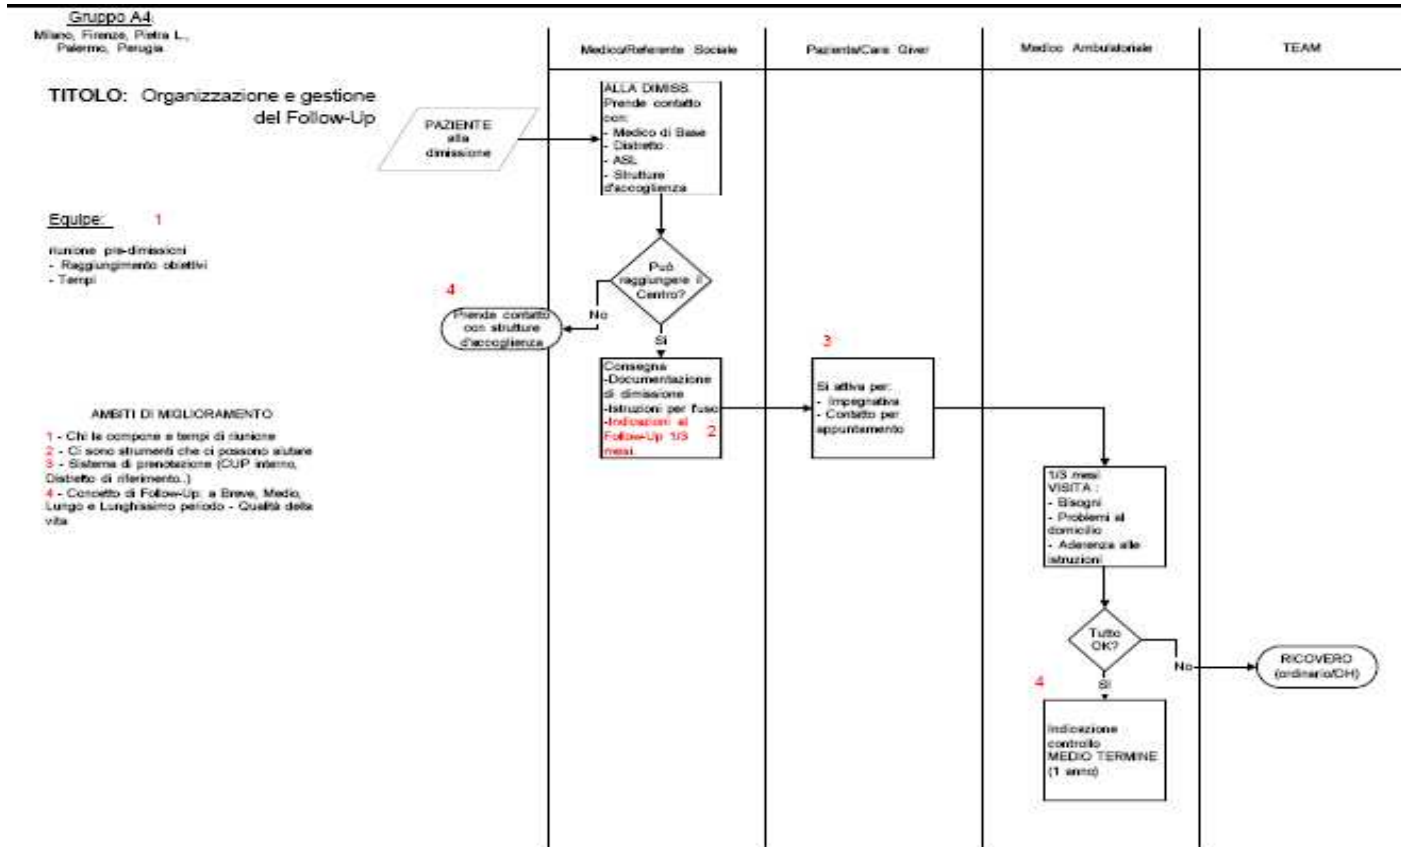 Gruppo A4
Milano, Firenze, Pietra L.,
Palermo, Perugia.
TITOLO: Organizzazione e gestione
del Follow-Up
Equipe: 1
riunione pre-dimissioni
- Raggiungimento obiettivi
- Tempi
AMBITI DI MIGLIORAMENTO
1 - Chi la compone e tempi di riunione
2 - Ci sono strumenti che ci possono aiutare
3 - Sistema di prenotazione (CUP interno,
Distretto di riferimento..)
4 - Concetto di Follow-Up: a Breve, Medio,
Lungo e Lunghissimo periodo - Qualità della
vita
Medico/Referente Sociale
Paziente/Care Giver
Medico Ambulatoriale
TEAM
PAZIENTE
alla
dimissione
ALLA DIMISS.
Prende contatto
con:
- Medico di Base
- Distretto
- ASL
- Strutture
d'accoglienza
Può
raggiungere il
Centro?
No
Si
4
Prende contatto
con strutture
d'accoglienza
Consegna
-Documentazione
di dimissione
-Istruzioni per l'uso
-Indicazioni al
Follow-Up 1/3
mesi.
2
3
Si attiva per:
- Impegnativa
- Contatto per
appuntamento
1/3 mesi
VISITA :
- Bisogni
- Problemi al
domicilio
- Aderenza alle
istruzioni
Tutto
OK?
No
SI
RICOVERO
(ordinario/DH)
4
Indicazione
controllo
MEDIO TERMINE
(1 anno)